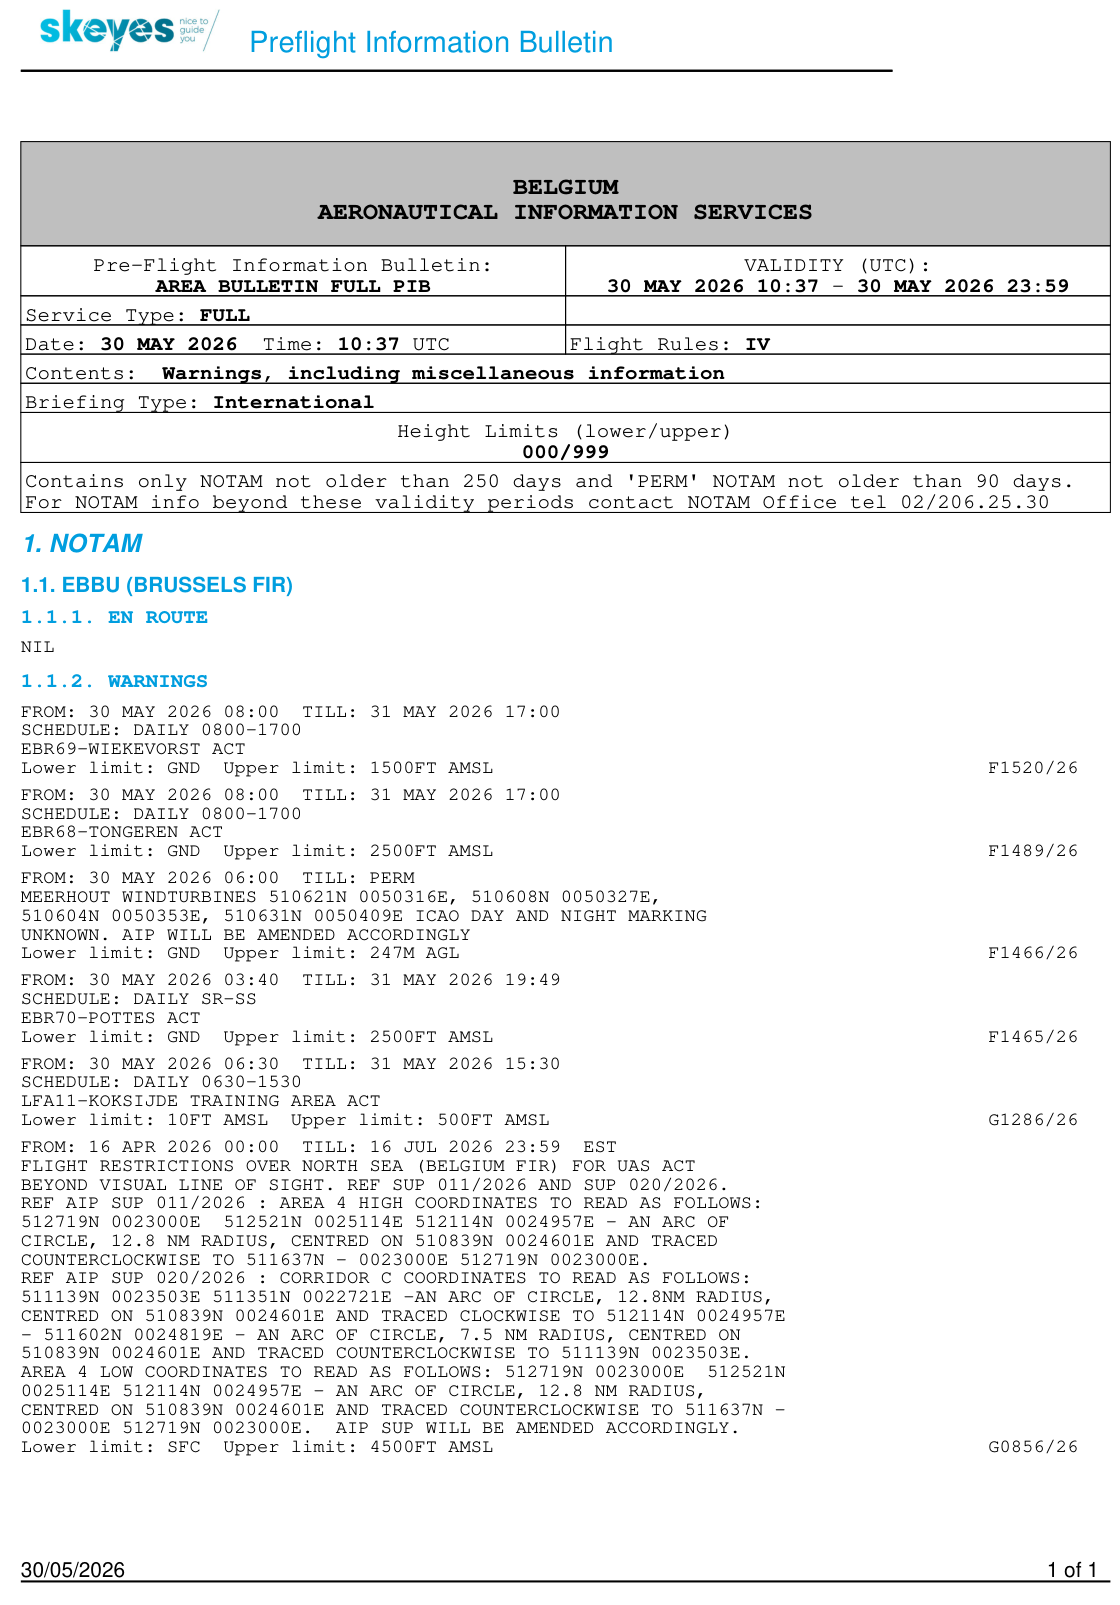 skeyes nice to guide you
Preflight Information Bulletin
BELGIUM
AERONAUTICAL INFORMATION SERVICES
Pre-Flight Information Bulletin:
AREA BULLETIN FULL PIB
VALIDITY (UTC):
30 MAY 2026 10:37 - 30 MAY 2026 23:59
Service Type: FULL
Date: 30 MAY 2026  Time: 10:37 UTC
Flight Rules: IV
Contents:  Warnings, including miscellaneous information
Briefing Type: International
Height Limits (lower/upper)
000/999
Contains only NOTAM not older than 250 days and 'PERM' NOTAM not older than 90 days.
For NOTAM info beyond these validity periods contact NOTAM Office tel 02/206.25.30
1. NOTAM
1.1. EBBU (BRUSSELS FIR)
1.1.1. EN ROUTE
NIL
1.1.2. WARNINGS
FROM: 30 MAY 2026 08:00  TILL: 31 MAY 2026 17:00
SCHEDULE: DAILY 0800-1700
EBR69-WIEKEVORST ACT
Lower limit: GND  Upper limit: 1500FT AMSL F1520/26
FROM: 30 MAY 2026 08:00  TILL: 31 MAY 2026 17:00
SCHEDULE: DAILY 0800-1700
EBR68-TONGEREN ACT
Lower limit: GND  Upper limit: 2500FT AMSL F1489/26
FROM: 30 MAY 2026 06:00  TILL: PERM
MEERHOUT WINDTURBINES 510621N 0050316E, 510608N 0050327E,
510604N 0050353E, 510631N 0050409E ICAO DAY AND NIGHT MARKING
UNKNOWN. AIP WILL BE AMENDED ACCORDINGLY
Lower limit: GND  Upper limit: 247M AGL F1466/26
FROM: 30 MAY 2026 03:40  TILL: 31 MAY 2026 19:49
SCHEDULE: DAILY SR-SS
EBR70-POTTES ACT
Lower limit: GND  Upper limit: 2500FT AMSL F1465/26
FROM: 30 MAY 2026 06:30  TILL: 31 MAY 2026 15:30
SCHEDULE: DAILY 0630-1530
LFA11-KOKSIJDE TRAINING AREA ACT
Lower limit: 10FT AMSL  Upper limit: 500FT AMSL G1286/26
FROM: 16 APR 2026 00:00  TILL: 16 JUL 2026 23:59  EST
FLIGHT RESTRICTIONS OVER NORTH SEA (BELGIUM FIR) FOR UAS ACT
BEYOND VISUAL LINE OF SIGHT. REF SUP 011/2026 AND SUP 020/2026.
REF AIP SUP 011/2026 : AREA 4 HIGH COORDINATES TO READ AS FOLLOWS:
512719N 0023000E  512521N 0025114E 512114N 0024957E - AN ARC OF
CIRCLE, 12.8 NM RADIUS, CENTRED ON 510839N 0024601E AND TRACED
COUNTERCLOCKWISE TO 511637N - 0023000E 512719N 0023000E.
REF AIP SUP 020/2026 : CORRIDOR C COORDINATES TO READ AS FOLLOWS:
511139N 0023503E 511351N 0022721E -AN ARC OF CIRCLE, 12.8NM RADIUS,
CENTRED ON 510839N 0024601E AND TRACED CLOCKWISE TO 512114N 0024957E
- 511602N 0024819E - AN ARC OF CIRCLE, 7.5 NM RADIUS, CENTRED ON
510839N 0024601E AND TRACED COUNTERCLOCKWISE TO 511139N 0023503E.
AREA 4 LOW COORDINATES TO READ AS FOLLOWS: 512719N 0023000E  512521N
0025114E 512114N 0024957E - AN ARC OF CIRCLE, 12.8 NM RADIUS,
CENTRED ON 510839N 0024601E AND TRACED COUNTERCLOCKWISE TO 511637N -
0023000E 512719N 0023000E.  AIP SUP WILL BE AMENDED ACCORDINGLY.
Lower limit: SFC  Upper limit: 4500FT AMSL G0856/26
30/05/2026 1 of 1